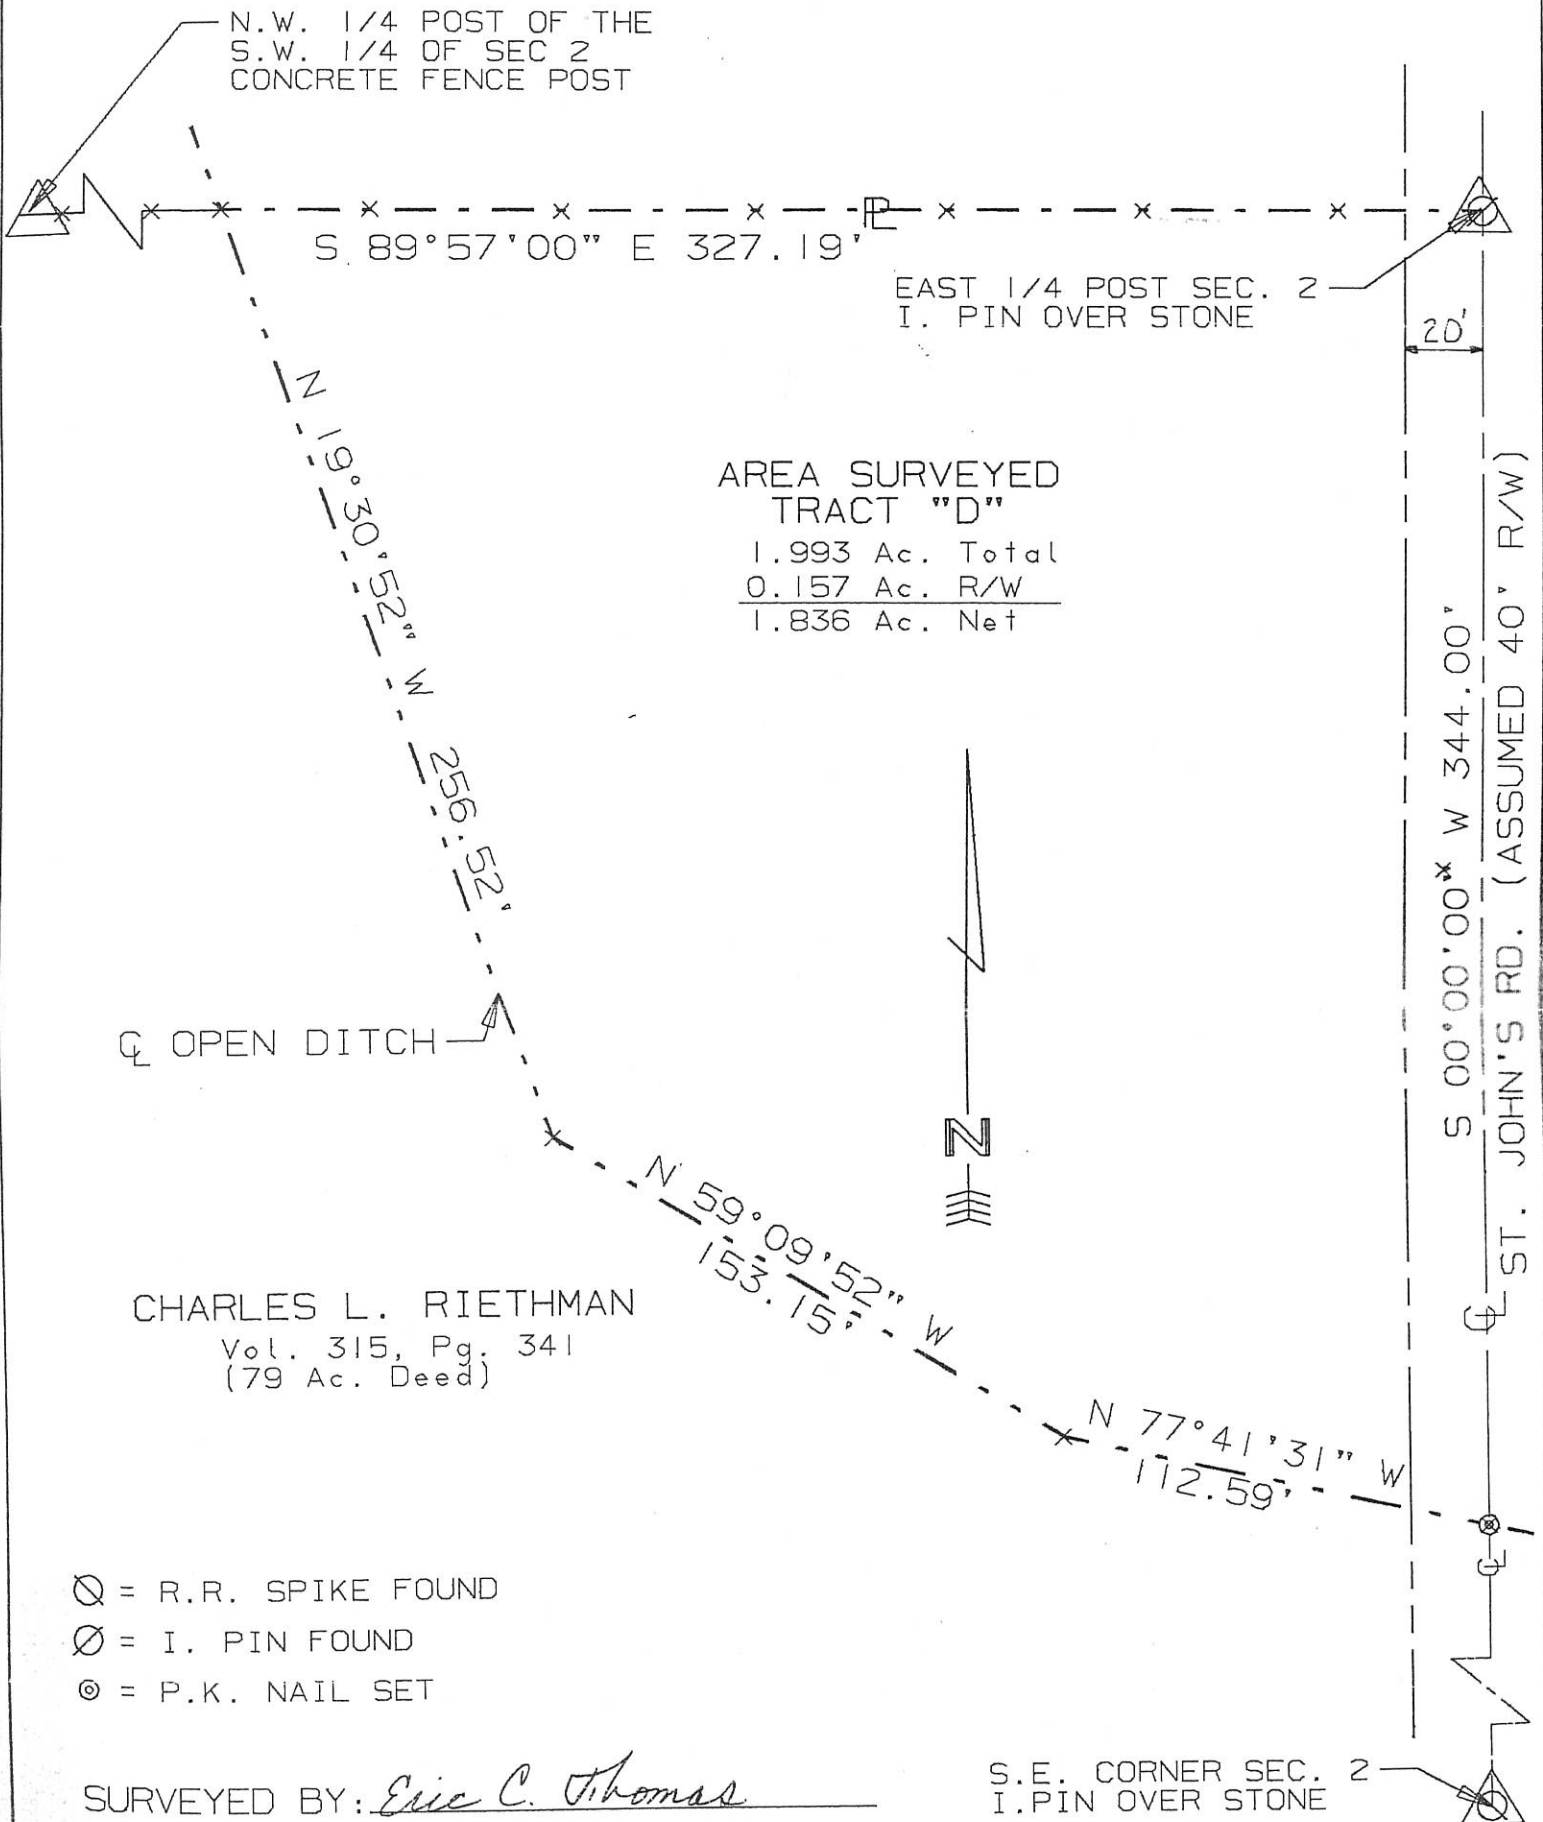 N.W. 1/4 POST OF THE
S.W. 1/4 OF SEC 2
CONCRETE FENCE POST
PL
S 89°57'00" E 327.19'
EAST 1/4 POST SEC. 2
I. PIN OVER STONE
20'
N 19°30'52" W 256.52'
AREA SURVEYED
TRACT "D"
1.993 Ac. Total
0.157 Ac. R/W
1.836 Ac. Net
S 00°00'00"* W 344.00'
CL ST. JOHN'S RD. (ASSUMED 40' R/W)
CL OPEN DITCH
N
N 59°09'52" W
153.15'
CHARLES L. RIETHMAN
Vol. 315, Pg. 341
(79 Ac. Deed)
N 77°41'31" W
112.59'
CL
= R.R. SPIKE FOUND
= I. PIN FOUND
= P.K. NAIL SET
SURVEYED BY: Eric C. Thomas
S.E. CORNER SEC. 2
I.PIN OVER STONE